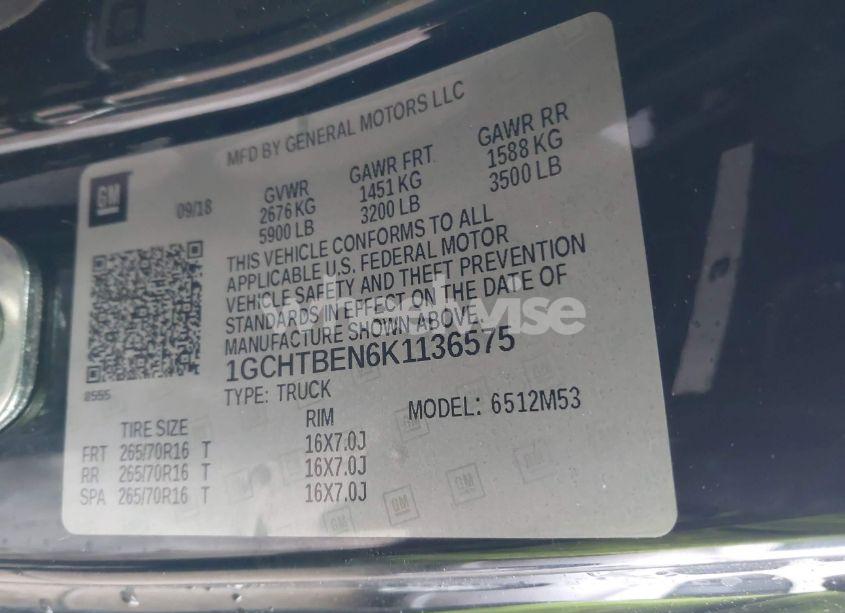 MFD BY GENERAL MOTORS LLC
GM
09/18
GVWR
2676 KG
5900 LB
GAWR FRT
1451 KG
3200 LB
GAWR RR
1588 KG
3500 LB
THIS VEHICLE CONFORMS TO ALL
APPLICABLE U.S. FEDERAL MOTOR
VEHICLE SAFETY AND THEFT PREVENTION
STANDARDS IN EFFECT ON THE DATE OF
MANUFACTURE SHOWN ABOVE.
1GCHTBEN6K1136575
TYPE: TRUCK
MODEL: 6512M53
8555
TIRE SIZE RIM
FRT 265/70R16 T 16X7.0J
RR 265/70R16 T 16X7.0J
SPA 265/70R16 T 16X7.0J